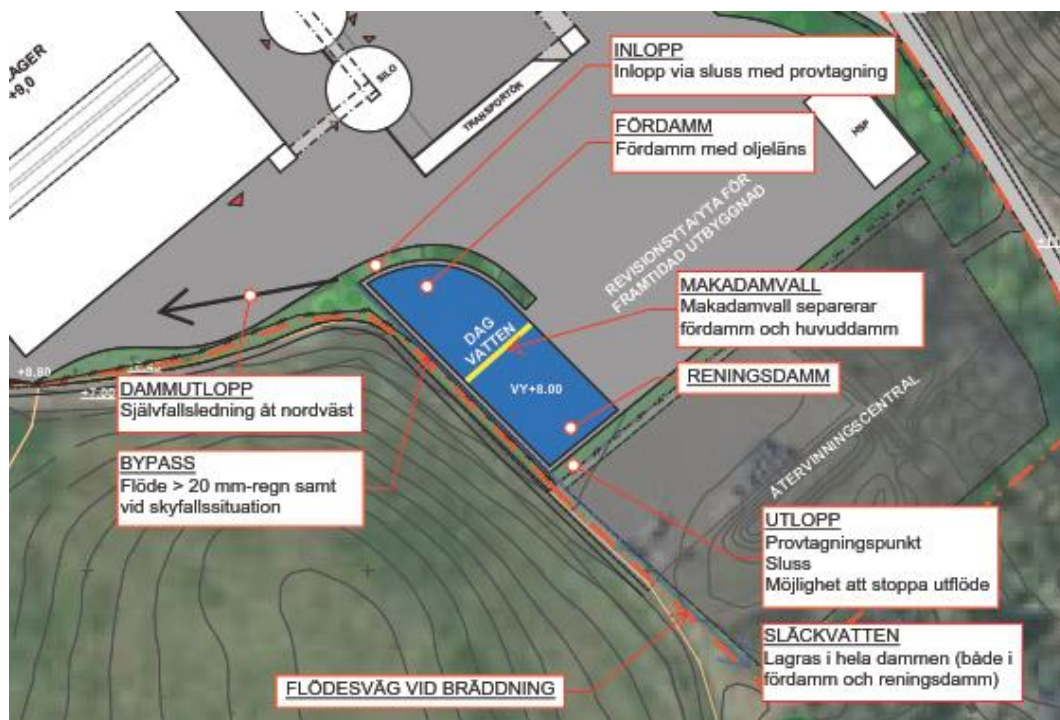 LAGER
+9,0
SILO
TRANSPORTÖR
HSP
INLOPP
Inlopp via sluss med provtagning
FÖRDAMM
Fördamm med oljeläns
REVISIONSYTA/YTA FÖR
FRAMTIDAD UTBYGGNAD
MAKADAMVALL
Makadamvall separerar
fördamm och huvuddamm
DAG
VATTEN
VY+8.00
RENINGSDAMM
+8.80
+7.00
DAMMUTLOPP
Självfallsledning åt nordväst
BYPASS
Flöde > 20 mm-regn samt
vid skyfallssituation
ÅTERVINNINGSCENTRAL
UTLOPP
Provtagningspunkt
Sluss
Möjlighet att stoppa utflöde
SLÄCKVATTEN
Lagras i hela dammen (både i
fördamm och reningsdamm)
FLÖDESVÄG VID BRÄDDNING